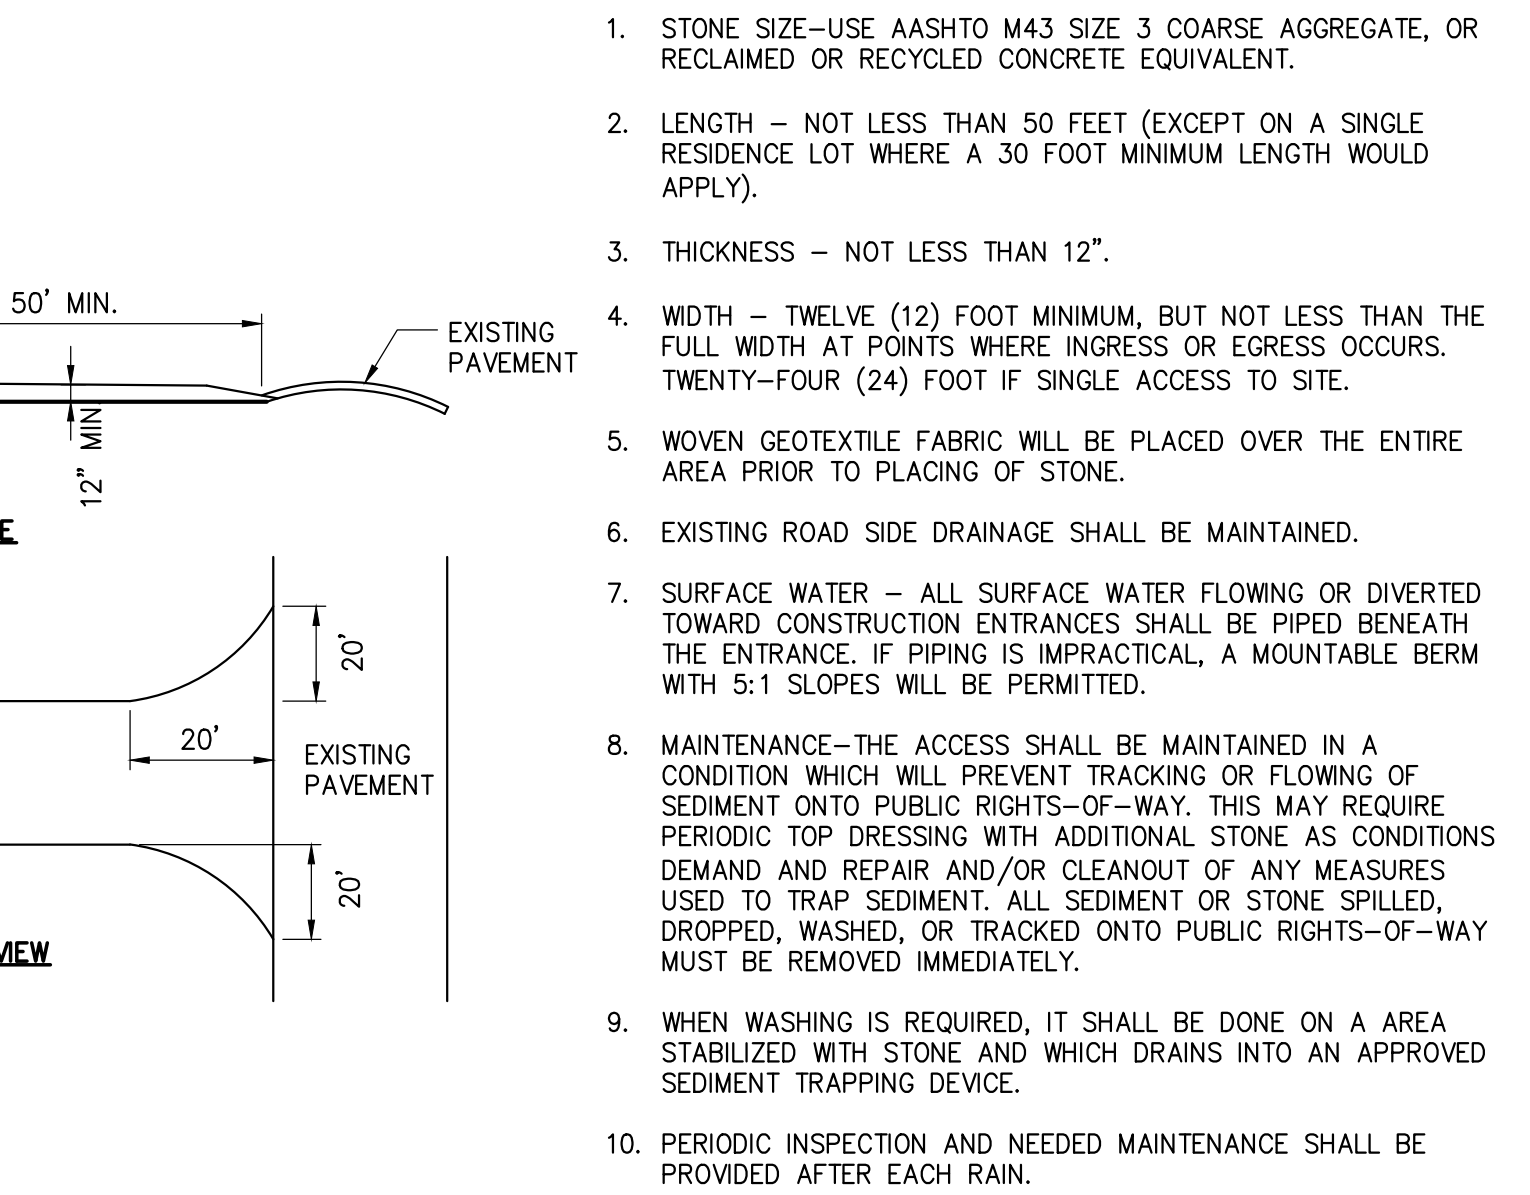 1. STONE SIZE–USE AASHTO M43 SIZE 3 COARSE AGGREGATE, OR
RECLAIMED OR RECYCLED CONCRETE EQUIVALENT.
2. LENGTH – NOT LESS THAN 50 FEET (EXCEPT ON A SINGLE
RESIDENCE LOT WHERE A 30 FOOT MINIMUM LENGTH WOULD
APPLY).
3. THICKNESS – NOT LESS THAN 12".
4. WIDTH – TWELVE (12) FOOT MINIMUM, BUT NOT LESS THAN THE
FULL WIDTH AT POINTS WHERE INGRESS OR EGRESS OCCURS.
TWENTY–FOUR (24) FOOT IF SINGLE ACCESS TO SITE.
5. WOVEN GEOTEXTILE FABRIC WILL BE PLACED OVER THE ENTIRE
AREA PRIOR TO PLACING OF STONE.
6. EXISTING ROAD SIDE DRAINAGE SHALL BE MAINTAINED.
7. SURFACE WATER – ALL SURFACE WATER FLOWING OR DIVERTED
TOWARD CONSTRUCTION ENTRANCES SHALL BE PIPED BENEATH
THE ENTRANCE. IF PIPING IS IMPRACTICAL, A MOUNTABLE BERM
WITH 5:1 SLOPES WILL BE PERMITTED.
8. MAINTENANCE–THE ACCESS SHALL BE MAINTAINED IN A
CONDITION WHICH WILL PREVENT TRACKING OR FLOWING OF
SEDIMENT ONTO PUBLIC RIGHTS–OF–WAY. THIS MAY REQUIRE
PERIODIC TOP DRESSING WITH ADDITIONAL STONE AS CONDITIONS
DEMAND AND REPAIR AND/OR CLEANOUT OF ANY MEASURES
USED TO TRAP SEDIMENT. ALL SEDIMENT OR STONE SPILLED,
DROPPED, WASHED, OR TRACKED ONTO PUBLIC RIGHTS–OF–WAY
MUST BE REMOVED IMMEDIATELY.
9. WHEN WASHING IS REQUIRED, IT SHALL BE DONE ON A AREA
STABILIZED WITH STONE AND WHICH DRAINS INTO AN APPROVED
SEDIMENT TRAPPING DEVICE.
10. PERIODIC INSPECTION AND NEEDED MAINTENANCE SHALL BE
PROVIDED AFTER EACH RAIN.
50' MIN.
EXISTING
PAVEMENT
12" MIN
E
20'
20'
EXISTING
PAVEMENT
20'
VIEW